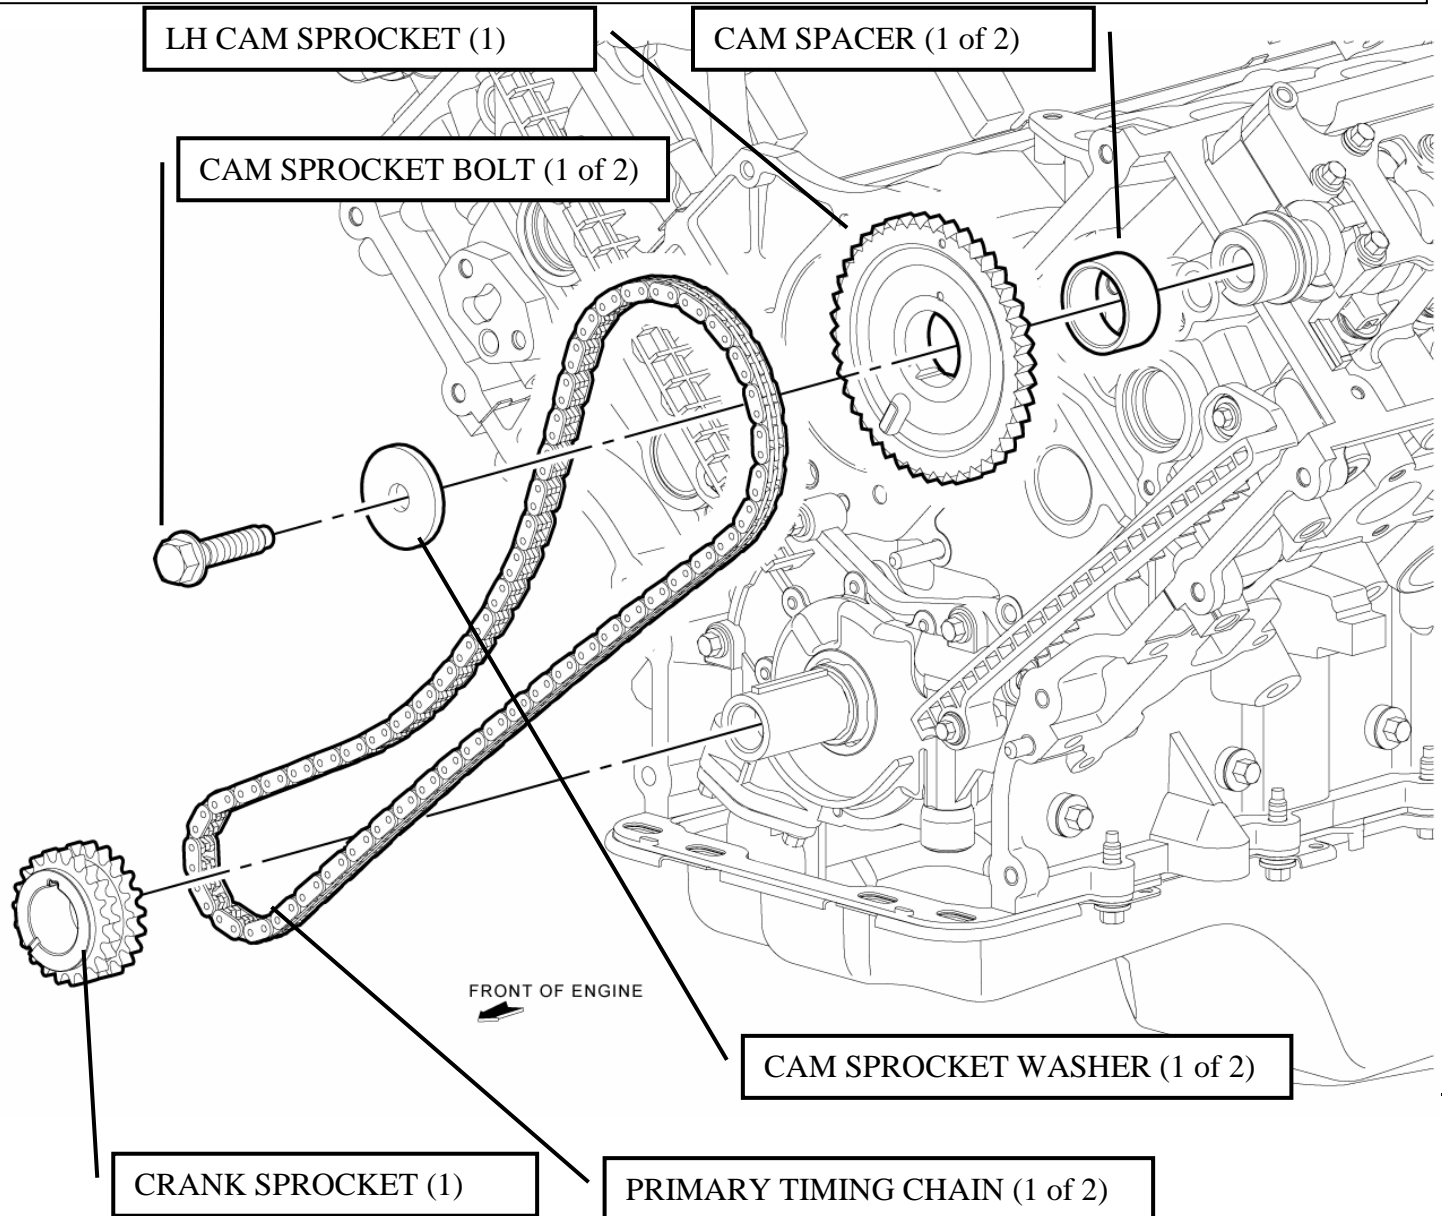 LH CAM SPROCKET (1)
CAM SPACER (1 of 2)
CAM SPROCKET BOLT (1 of 2)
FRONT OF ENGINE
CAM SPROCKET WASHER (1 of 2)
CRANK SPROCKET (1)
PRIMARY TIMING CHAIN (1 of 2)